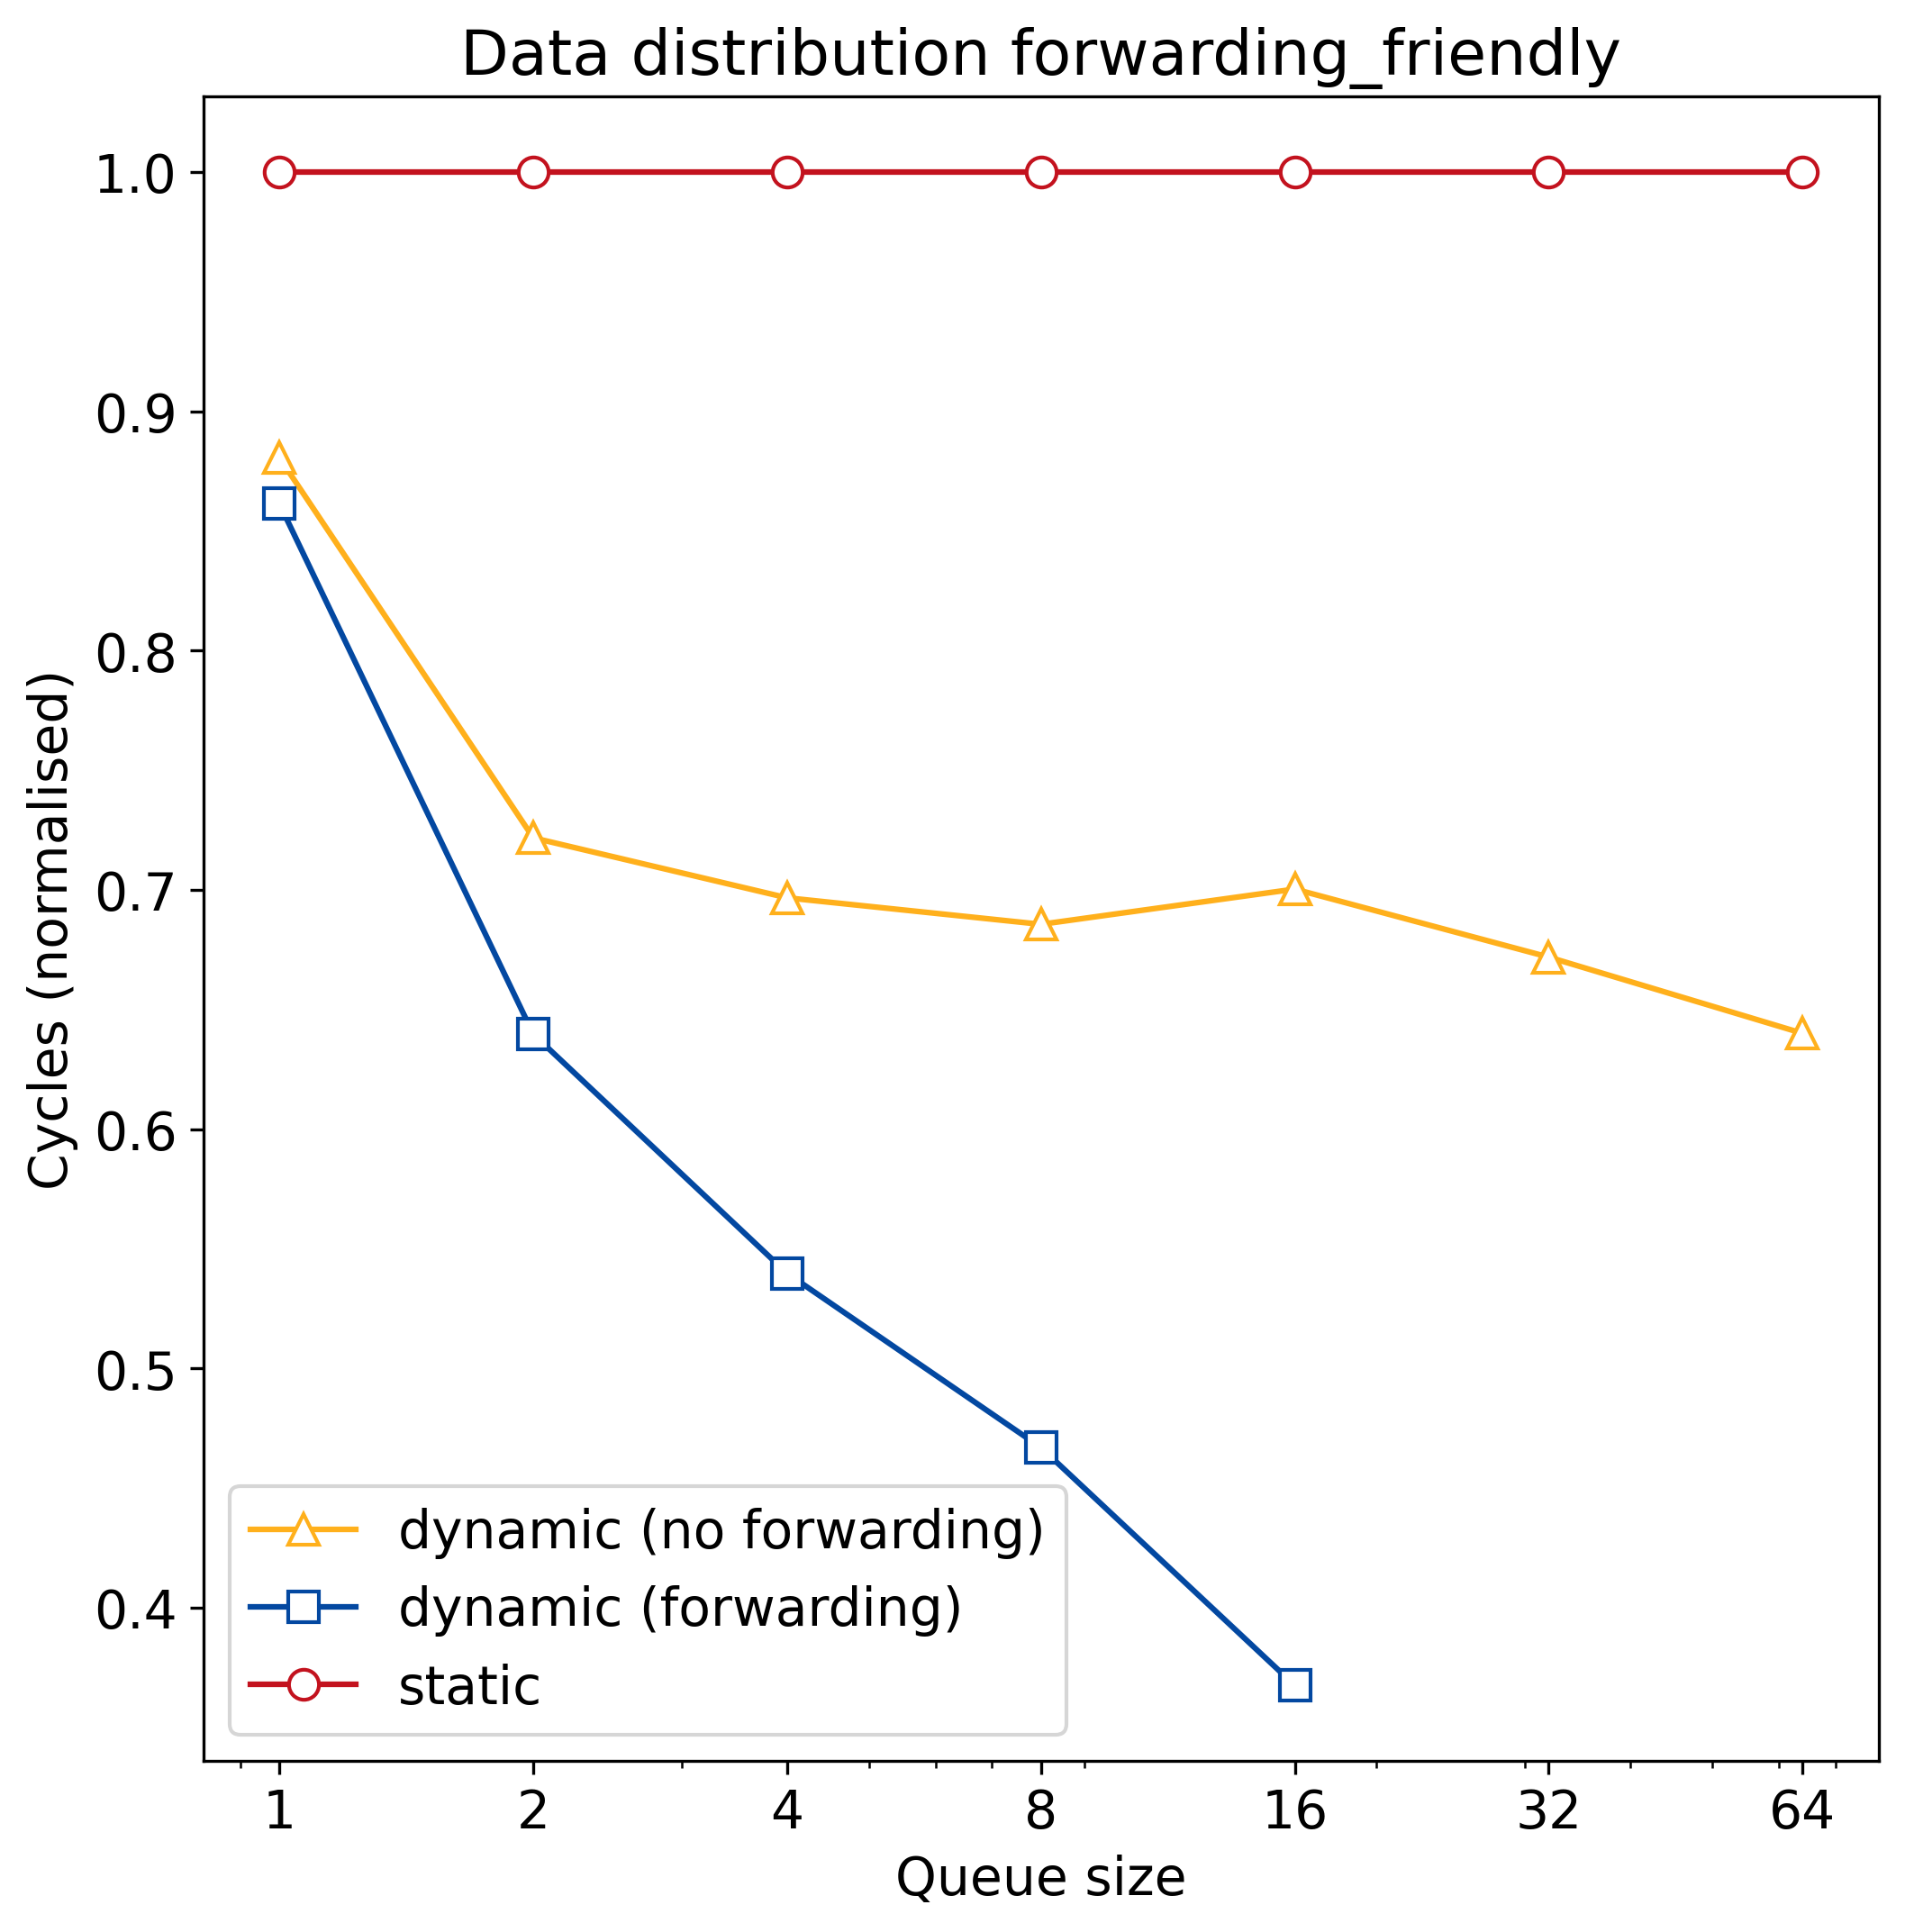 Data distribution forwarding_friendly
Cycles (normalised)
1.0
0.9
0.8
0.7
0.6
0.5
0.4
dynamic (no forwarding)
dynamic (forwarding)
static
1 2 4 8 16 32 64
Queue size